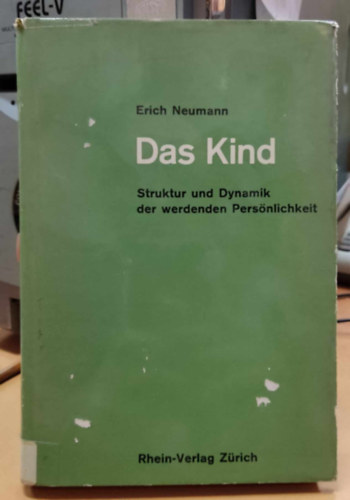 FEEL-V
Erich Neumann
Das Kind
Struktur und Dynamik
der werdenden Persönlichkeit
Rhein-Verlag Zürich